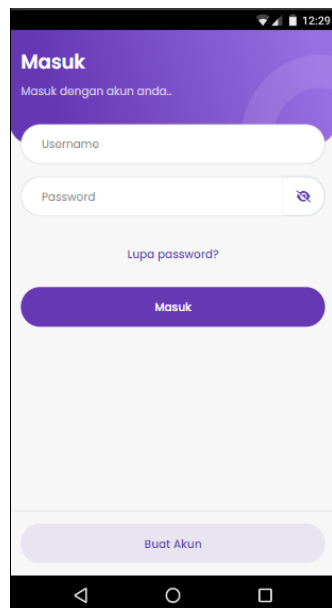 12:29
Masuk
Masuk dengan akun anda..
Username
Password
Lupa password?
Masuk
Buat Akun